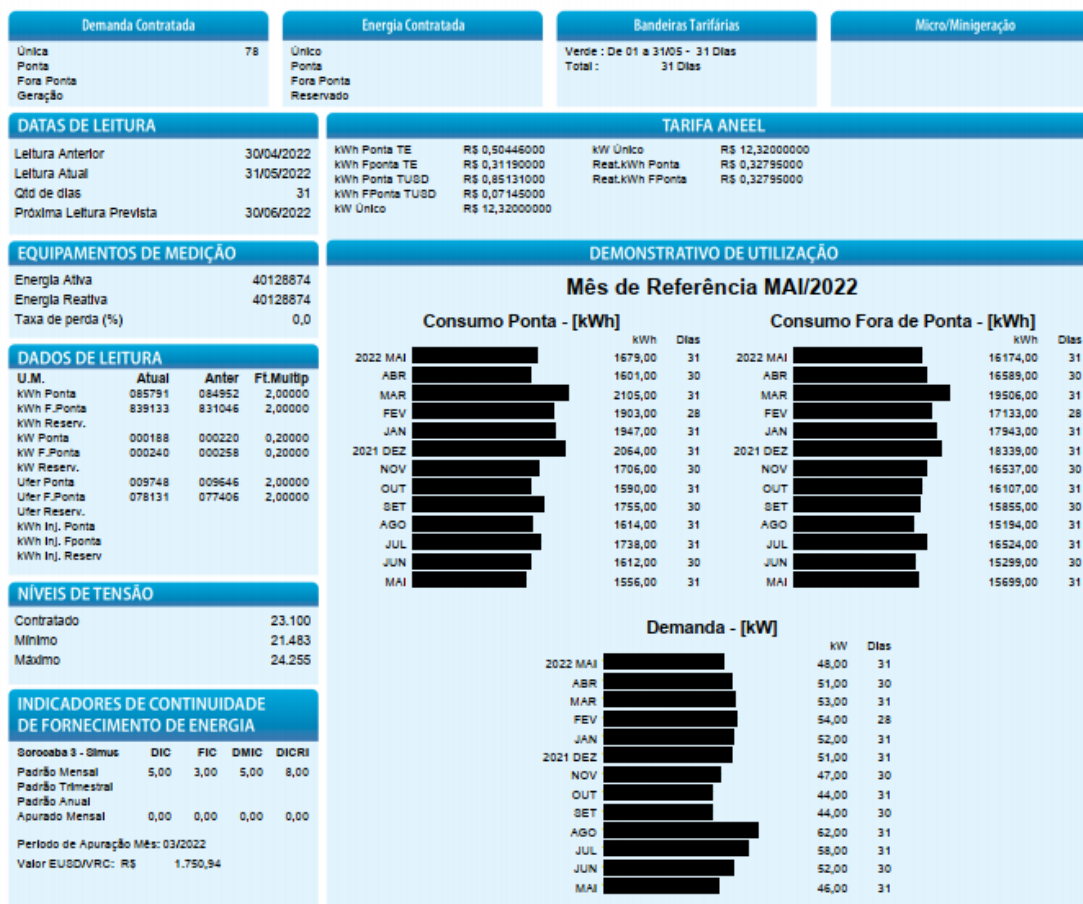 Demanda Contratada
Única 78
Ponta
Fora Ponta
Geração
Energia Contratada
Único
Ponta
Fora Ponta
Reservado
Bandeiras Tarifárias
Verde : De 01 a 31/05 - 31 Dias
Total : 31 Dias
Micro/Minigeração
DATAS DE LEITURA
Leitura Anterior 30/04/2022
Leitura Atual 31/05/2022
Qtd de dias 31
Próxima Leitura Prevista 30/06/2022
TARIFA ANEEL
kWh Ponta TE R$ 0,50446000 kW Único R$ 12,32000000
kWh Fponta TE R$ 0,31190000 Reat.kWh Ponta R$ 0,32795000
kWh Ponta TUSD R$ 0,85131000 Reat.kWh FPonta R$ 0,32795000
kWh FPonta TUSD R$ 0,07145000
kW Único R$ 12,32000000
EQUIPAMENTOS DE MEDIÇÃO
Energia Ativa 40128874
Energia Reativa 40128874
Taxa de perda (%) 0,0
DADOS DE LEITURA
U.M. Atual Anter Ft.Multip
kWh Ponta 085791 084952 2,00000
kWh F.Ponta 839133 831046 2,00000
kWh Reserv.
kW Ponta 000188 000220 0,20000
kW F.Ponta 000240 000258 0,20000
kW Reserv.
Ufer Ponta 009748 009646 2,00000
Ufer F.Ponta 078131 077406 2,00000
Ufer Reserv.
kWh Inj. Ponta
kWh Inj. Fponta
kWh Inj. Reserv
NÍVEIS DE TENSÃO
Contratado 23.100
Mínimo 21.483
Máximo 24.255
INDICADORES DE CONTINUIDADE
DE FORNECIMENTO DE ENERGIA
Sorocaba 3 - Simus DIC FIC DMIC DICRI
Padrão Mensal 5,00 3,00 5,00 8,00
Padrão Trimestral
Padrão Anual
Apurado Mensal 0,00 0,00 0,00 0,00
Período de Apuração Mês: 03/2022
Valor EUSD/VRC: R$ 1.750,94
DEMONSTRATIVO DE UTILIZAÇÃO
Mês de Referência MAI/2022
Consumo Ponta - [kWh]
kWh Dias
2022 MAI 1679,00 31
ABR 1601,00 30
MAR 2105,00 31
FEV 1903,00 28
JAN 1947,00 31
2021 DEZ 2064,00 31
NOV 1706,00 30
OUT 1590,00 31
SET 1755,00 30
AGO 1614,00 31
JUL 1738,00 31
JUN 1612,00 30
MAI 1556,00 31
Consumo Fora de Ponta - [kWh]
kWh Dias
2022 MAI 16174,00 31
ABR 16589,00 30
MAR 19506,00 31
FEV 17133,00 28
JAN 17943,00 31
2021 DEZ 18339,00 31
NOV 16537,00 30
OUT 16107,00 31
SET 15855,00 30
AGO 15194,00 31
JUL 16524,00 31
JUN 15299,00 30
MAI 15699,00 31
Demanda - [kW]
kW Dias
2022 MAI 48,00 31
ABR 51,00 30
MAR 53,00 31
FEV 54,00 28
JAN 52,00 31
2021 DEZ 51,00 31
NOV 47,00 30
OUT 44,00 31
SET 44,00 30
AGO 62,00 31
JUL 58,00 31
JUN 52,00 30
MAI 46,00 31